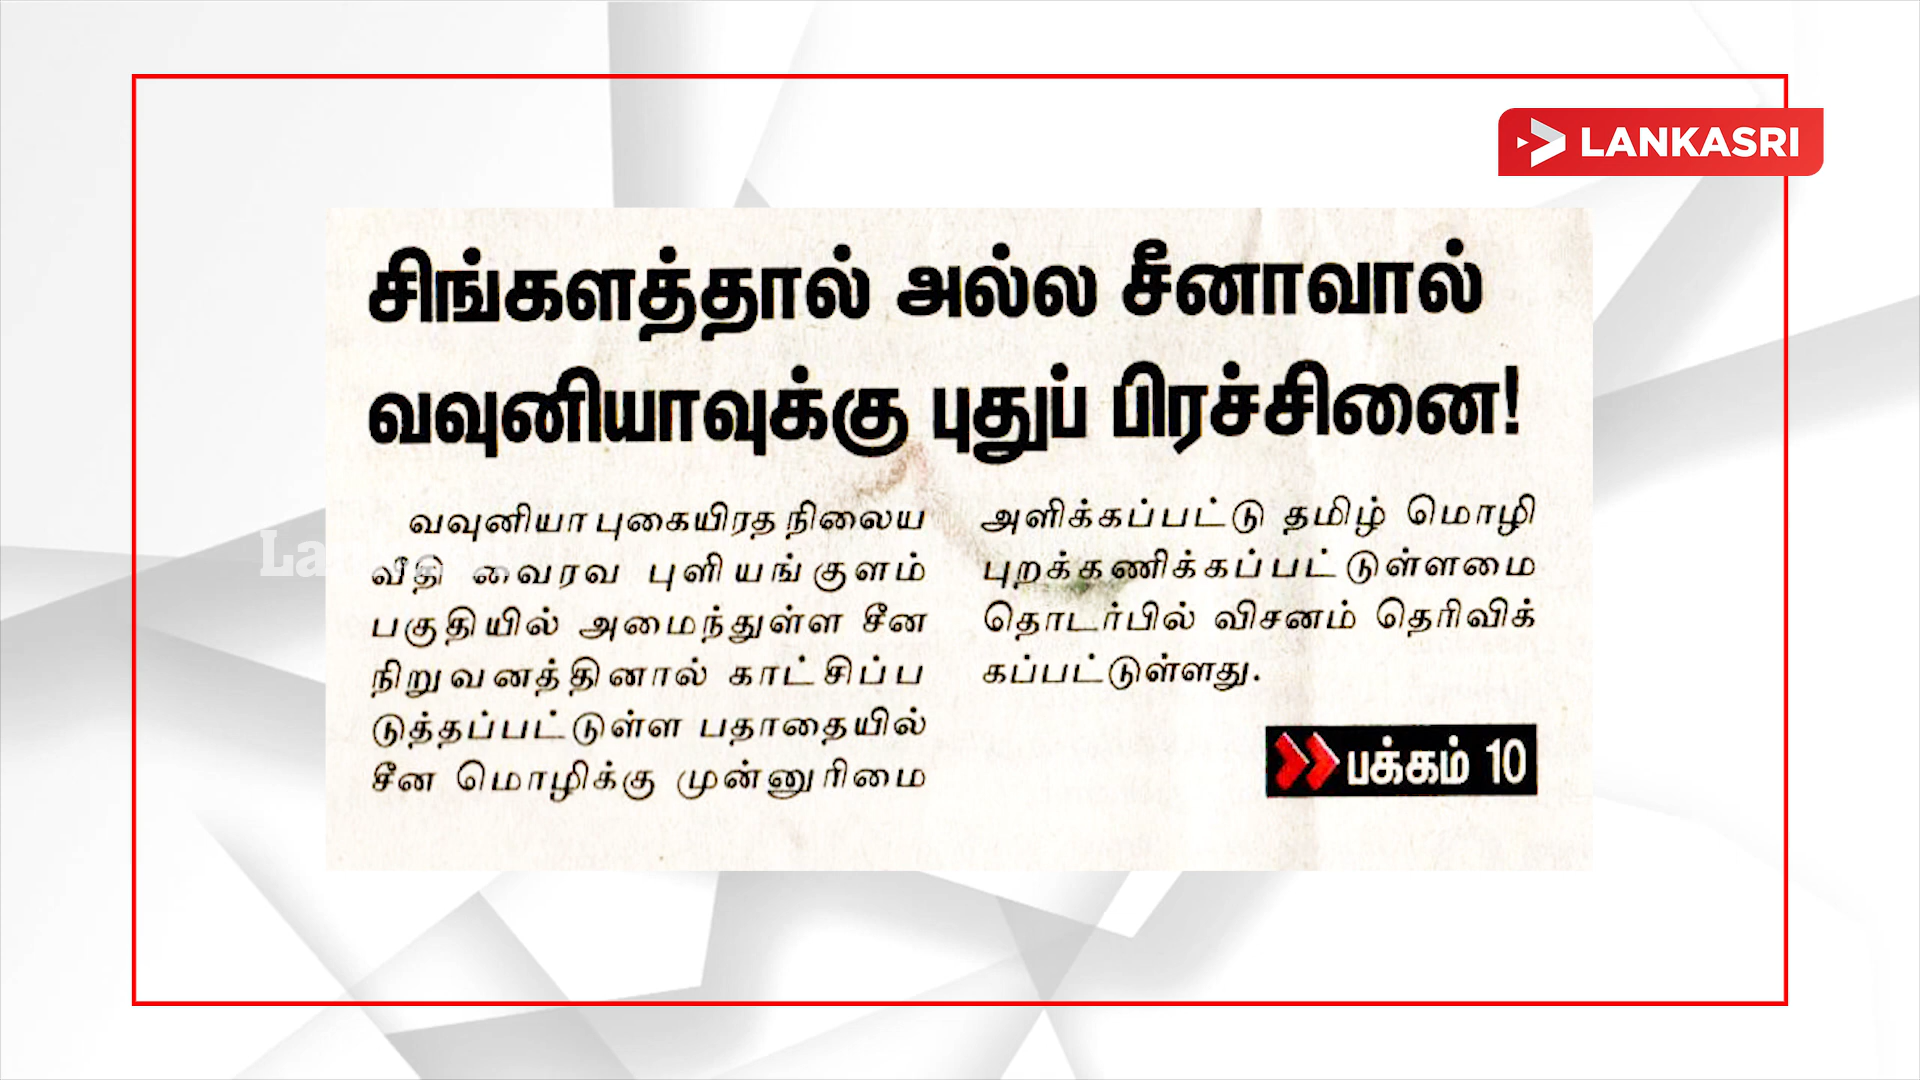 LANKASRI
சிங்களத்தால் அல்ல சீனாவால்
வவுனியாவுக்கு புதுப் பிரச்சினை!
வவுனியா புகையிரத நிலைய
வீதி வைரவ புளியங்குளம்
பகுதியில் அமைந்துள்ள சீன
நிறுவனத்தினால் காட்சிப்ப
டுத்தப்பட்டுள்ள பதாதையில்
சீன மொழிக்கு முன்னுரிமை
அளிக்கப்பட்டு தமிழ் மொழி
புறக்கணிக்கப்பட்டுள்ளமை
தொடர்பில் விசனம் தெரிவிக்
கப்பட்டுள்ளது.
பக்கம் 10